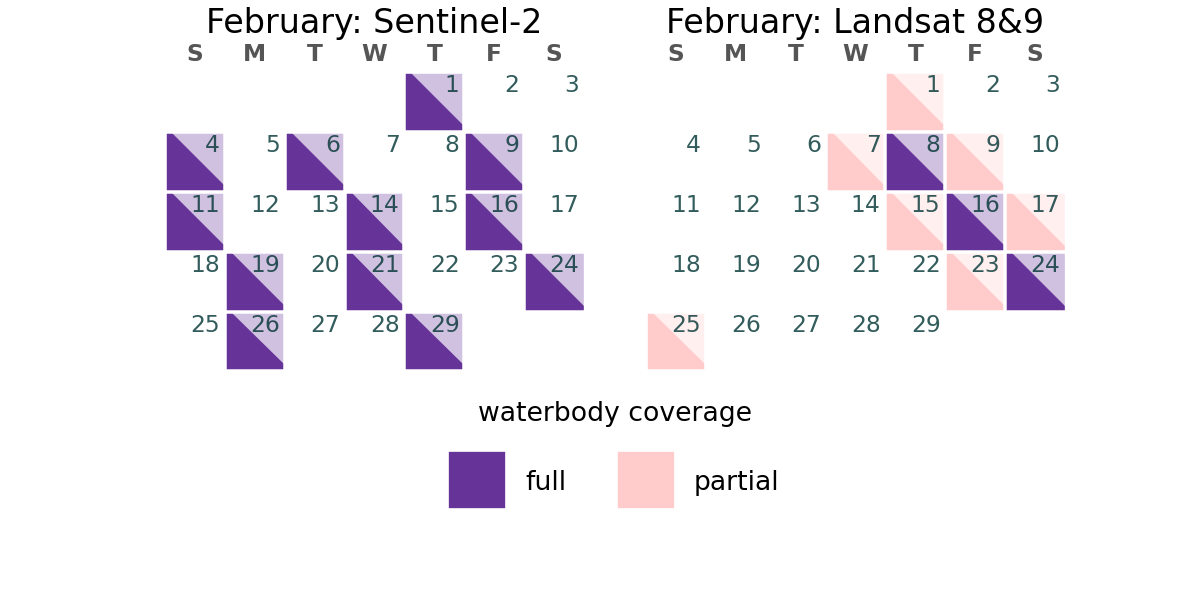 February: Sentinel-2
S M T W T F S
1 2 3
4 5 6 7 8 9 10
11 12 13 14 15 16 17
18 19 20 21 22 23 24
25 26 27 28 29
February: Landsat 8&9
S M T W T F S
1 2 3
4 5 6 7 8 9 10
11 12 13 14 15 16 17
18 19 20 21 22 23 24
25 26 27 28 29
waterbody coverage
full partial